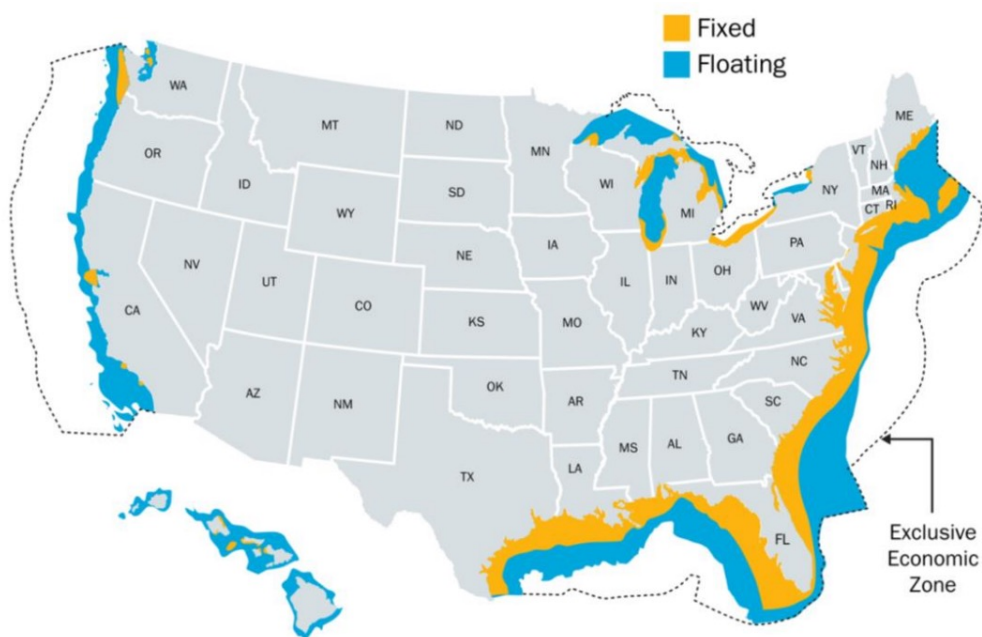 Fixed
Floating
WA
MT
ND
MN
ME
OR
ID
SD
WI
VT
NH
NY
MA
CT
RI
WY
MI
IA
NE
PA
NV
UT
CO
IL
IN
OH
WV
VA
CA
KS
MO
KY
NC
AZ
NM
OK
AR
TN
SC
MS
AL
GA
TX
LA
FL
Exclusive
Economic
Zone